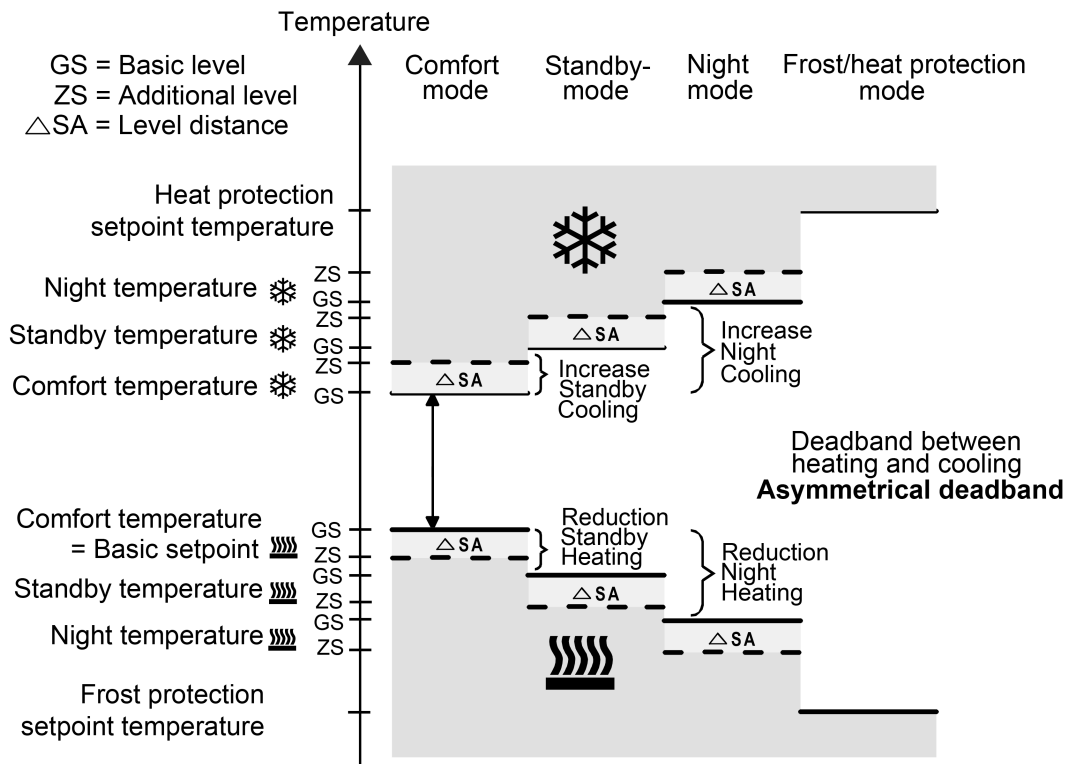 Temperature
GS = Basic level
ZS = Additional level
△SA = Level distance
Comfort
mode
Standby-
mode
Night
mode
Frost/heat protection
mode
Heat protection
setpoint temperature
Night temperature
ZS
GS
Standby temperature
ZS
GS
Comfort temperature
ZS
GS
△SA
△SA
△SA
Increase
Standby
Cooling
Increase
Night
Cooling
Deadband between
heating and cooling
Asymmetrical deadband
Comfort temperature
= Basic setpoint
GS
ZS
Standby temperature
GS
ZS
Night temperature
GS
ZS
△SA
△SA
△SA
Reduction
Standby
Heating
Reduction
Night
Heating
Frost protection
setpoint temperature